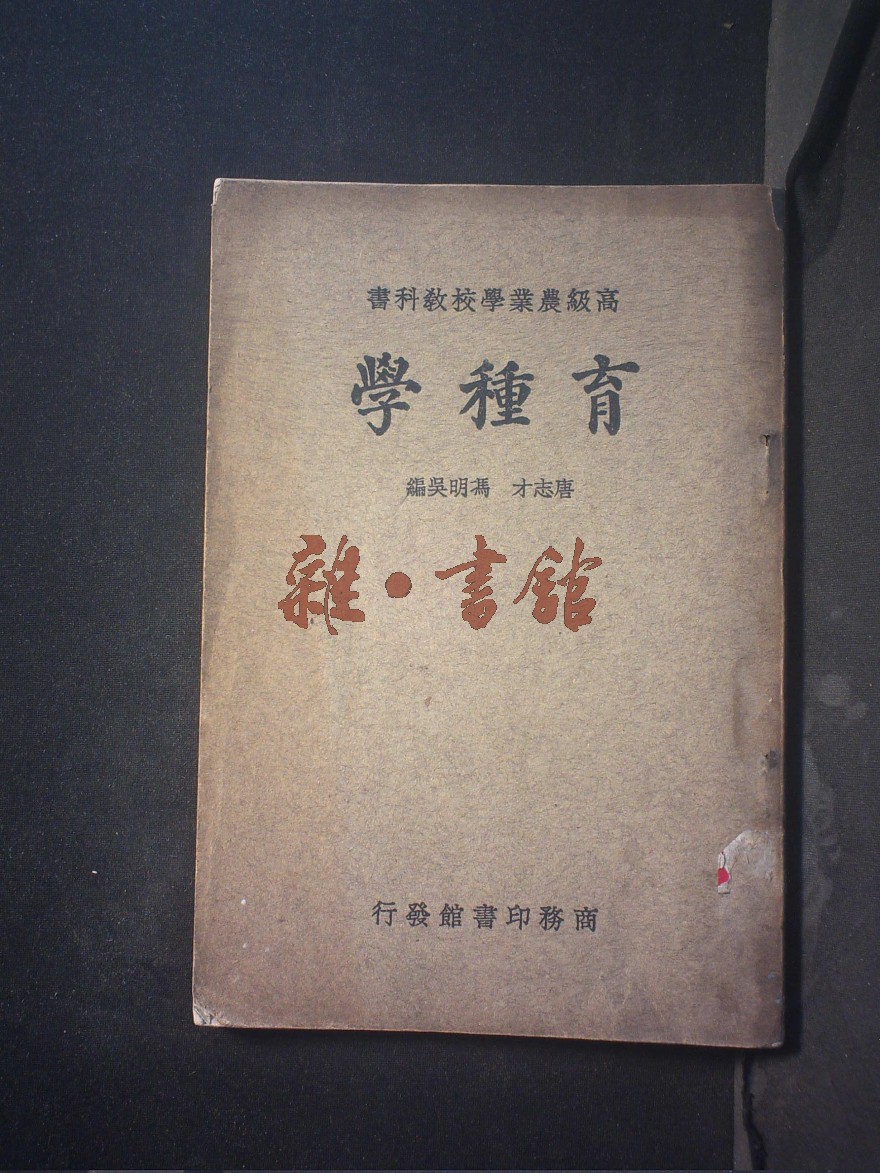 高級農業學校教科書
育種學
唐志才 馮明吳編
雜·書館
商務印書館發行